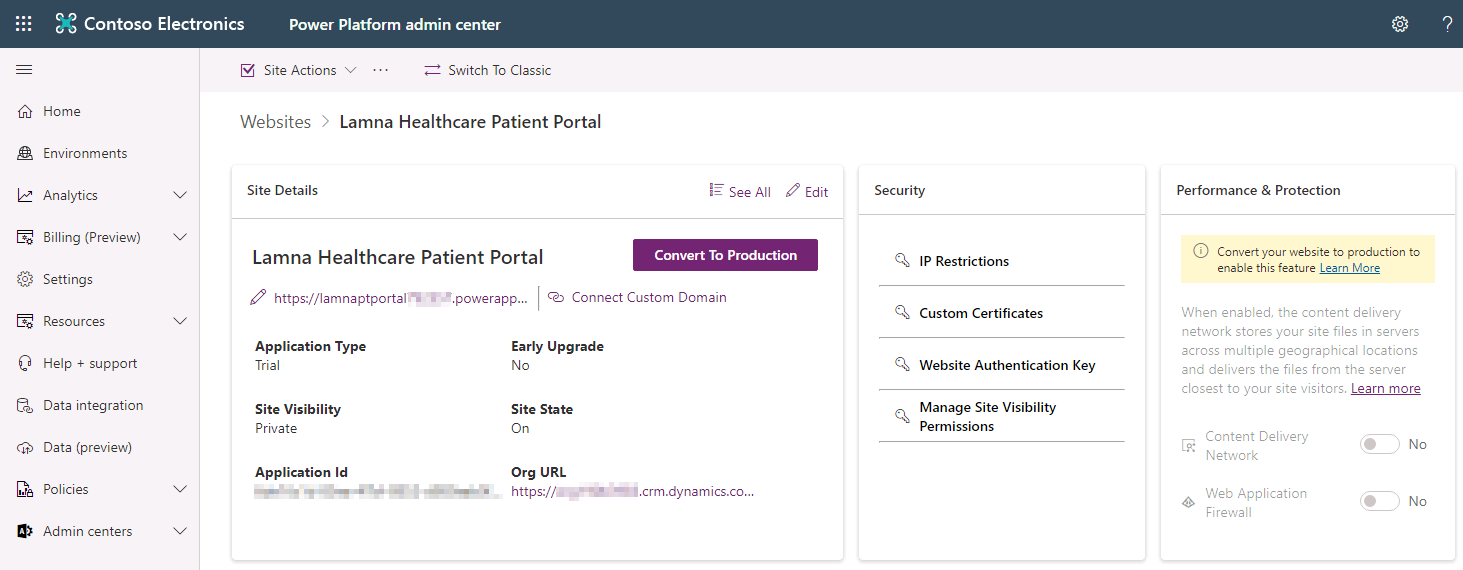 Contoso Electronics
Power Platform admin center
?
Site Actions
...
Switch To Classic
Home
Environments
Analytics
Billing (Preview)
Settings
Resources
Help + support
Data integration
Data (preview)
Policies
Admin centers
Websites > Lamna Healthcare Patient Portal
Site Details
See All
Edit
Lamna Healthcare Patient Portal
Convert To Production
https://lamnaptportal .powerapp...
Connect Custom Domain
Application Type
Trial
Early Upgrade
No
Site Visibility
Private
Site State
On
Application Id
Org URL
https:// .crm.dynamics.co...
Security
IP Restrictions
Custom Certificates
Website Authentication Key
Manage Site Visibility
Permissions
Performance & Protection
Convert your website to production to
enable this feature Learn More
When enabled, the content delivery
network stores your site files in servers
across multiple geographical locations
and delivers the files from the server
closest to your site visitors. Learn more
Content Delivery
Network
No
Web Application
Firewall
No